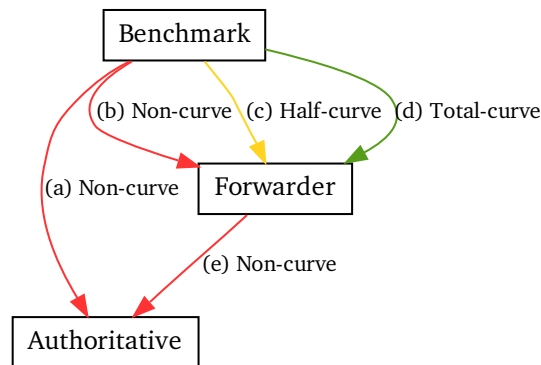 Benchmark
(b) Non-curve
(c) Half-curve
(d) Total-curve
(a) Non-curve
Forwarder
(e) Non-curve
Authoritative